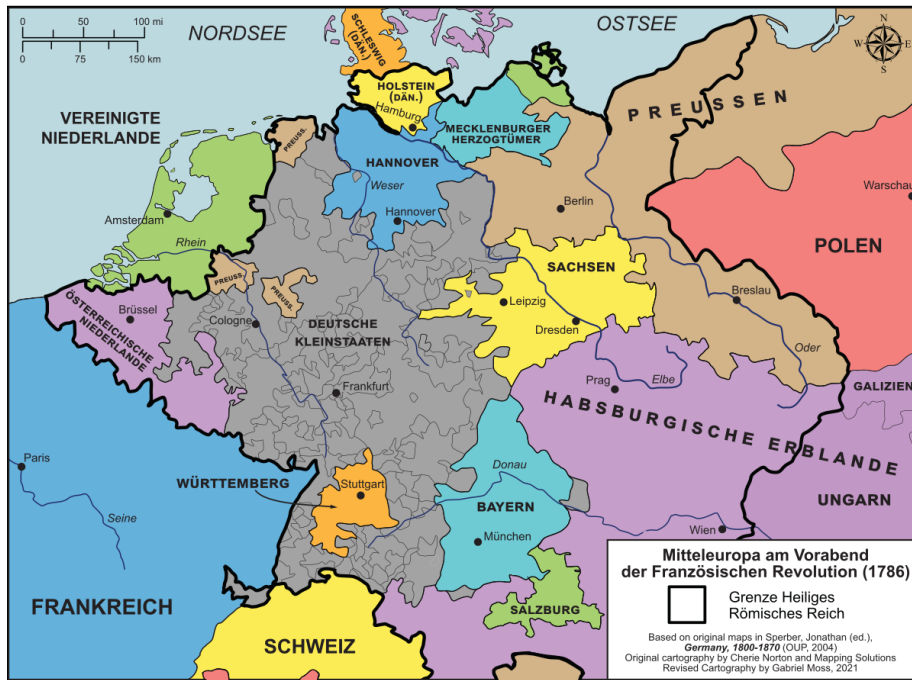 0 50 100 mi
0 75 150 km
NORDSEE
OSTSEE
N
W E
S
SCHLESWIG
(DÄN.)
HOLSTEIN
(DÄN.)
Hamburg
MECKLENBURGER
HERZOGTÜMER
PREUSSEN
VEREINIGTE
NIEDERLANDE
PREUSS.
HANNOVER
Weser
Hannover
Berlin
Warschau
POLEN
Amsterdam
Rhein
SACHSEN
PREUSS.
PREUSS.
ÖSTERREICHISCHE
NIEDERLANDE
Brüssel
Cologne
DEUTSCHE
KLEINSTAATEN
Leipzig
Dresden
Breslau
Oder
Frankfurt
Prag
Elbe
GALIZIEN
HABSBURGISCHE ERBLANDE
Paris
Seine
WÜRTTEMBERG
Stuttgart
Donau
BAYERN
München
Wien
UNGARN
FRANKREICH
SCHWEIZ
SALZBURG
Mitteleuropa am Vorabend
der Französischen Revolution (1786)
Grenze Heiliges
Römisches Reich
Based on original maps in Sperber, Jonathan (ed.),
Germany, 1800-1870 (OUP, 2004)
Original cartography by Cherie Norton and Mapping Solutions
Revised Cartography by Gabriel Moss, 2021